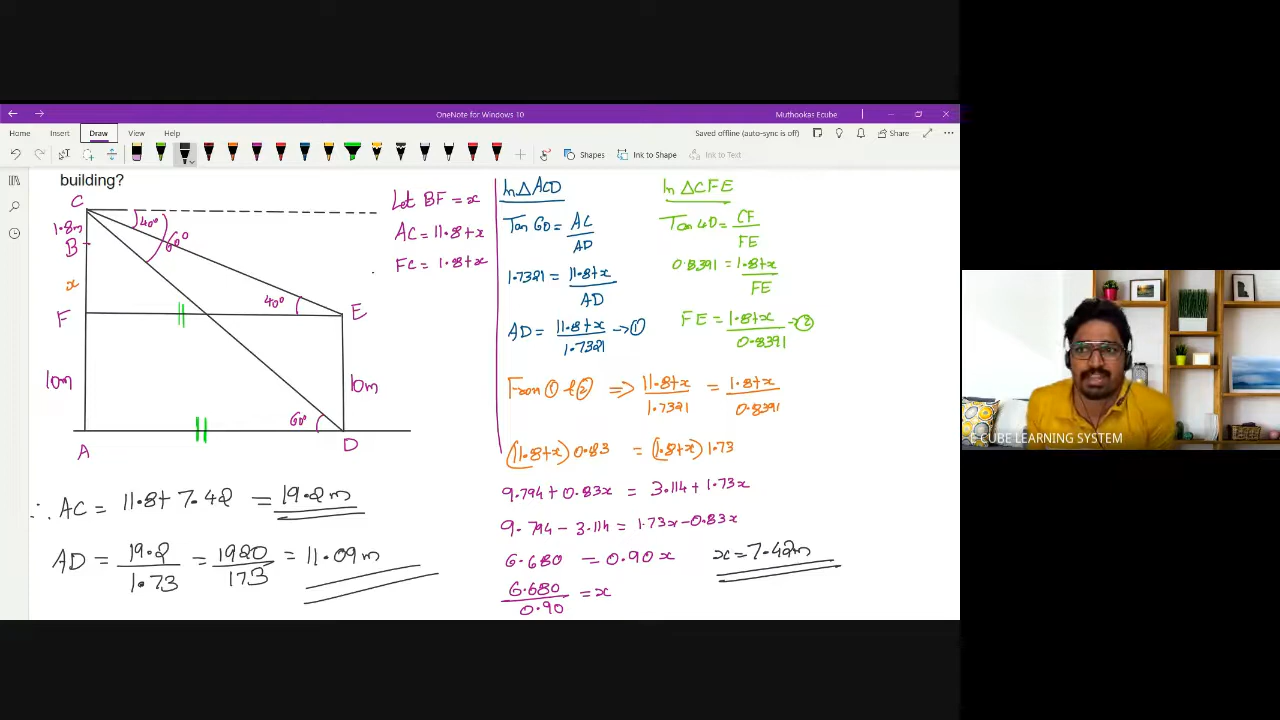 OneNote for Windows 10
Muthookas Ecube
Home Insert Draw View Help
Saved offline (auto-sync is off)
Share
Shapes
Ink to Shape
Ink to Text
building?
C
1.8m
B
x
F
10m
A
40°
60°
40°
E
10m
60°
D
Let BF = x
AC = 11.8+x
FC = 1.8+x
In △ACD
Tan 60 = AC/AD
1.7321 = 11.8+x/AD
AD = 11.8+x/1.7321 → ①
In △CFE
Tan 40 = CF/FE
0.8391 = 1.8+x/FE
FE = 1.8+x/0.8391 → ②
From ① & ② ⇒ 11.8+x/1.7321 = 1.8+x/0.8391
(11.8+x) 0.83 = (1.8+x) 1.73
9.794 + 0.83x = 3.114 + 1.73x
9.794 - 3.114 = 1.73x - 0.83x
6.680 = 0.90x
6.680/0.90 = x
x = 7.42m
∴ AC = 11.8 + 7.42 = 19.2m
AD = 19.2/1.73 = 1920/173 = 11.09m
E CUBE LEARNING SYSTEM